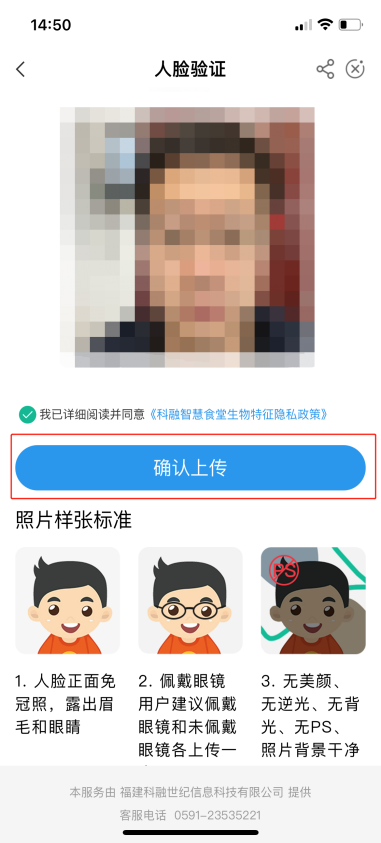 14:50
人脸验证
我已详细阅读并同意《科融智慧食堂生物特征隐私政策》
确认上传
照片样张标准
PS
1. 人脸正面免
冠照，露出眉
毛和眼睛
2. 佩戴眼镜
用户建议佩戴
眼镜和未佩戴
眼镜各上传一
3. 无美颜、
无逆光、无背
光、无PS、
照片背景干净
本服务由 福建科融世纪信息科技有限公司 提供
客服电话 0591-23535221